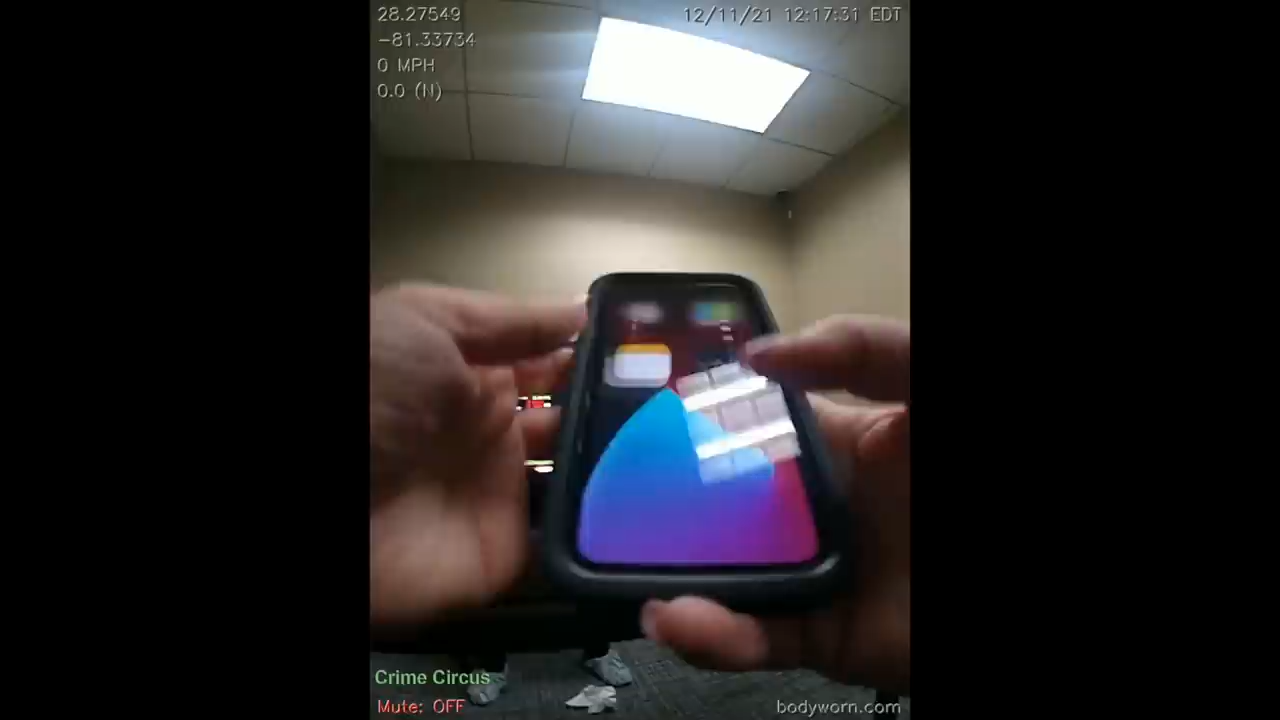 28.27549
-81.33734
0 MPH
0.0 (N)
12/11/21 12:17:31 EDT
Crime Circus
Mute: OFF
bodyworn.com